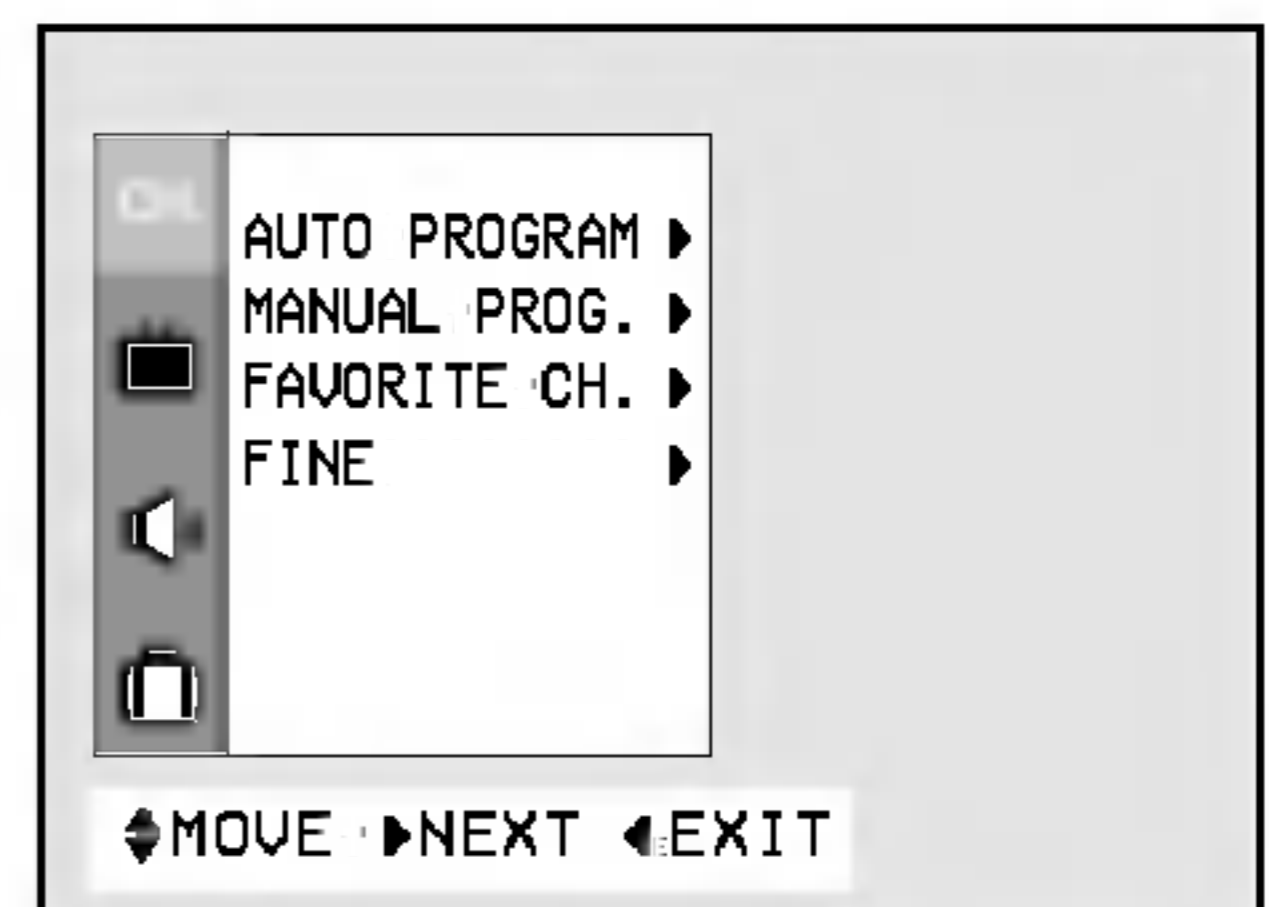 CH.
AUTO PROGRAM
MANUAL PROG.
FAVORITE CH.
FINE
MOVE NEXT EXIT